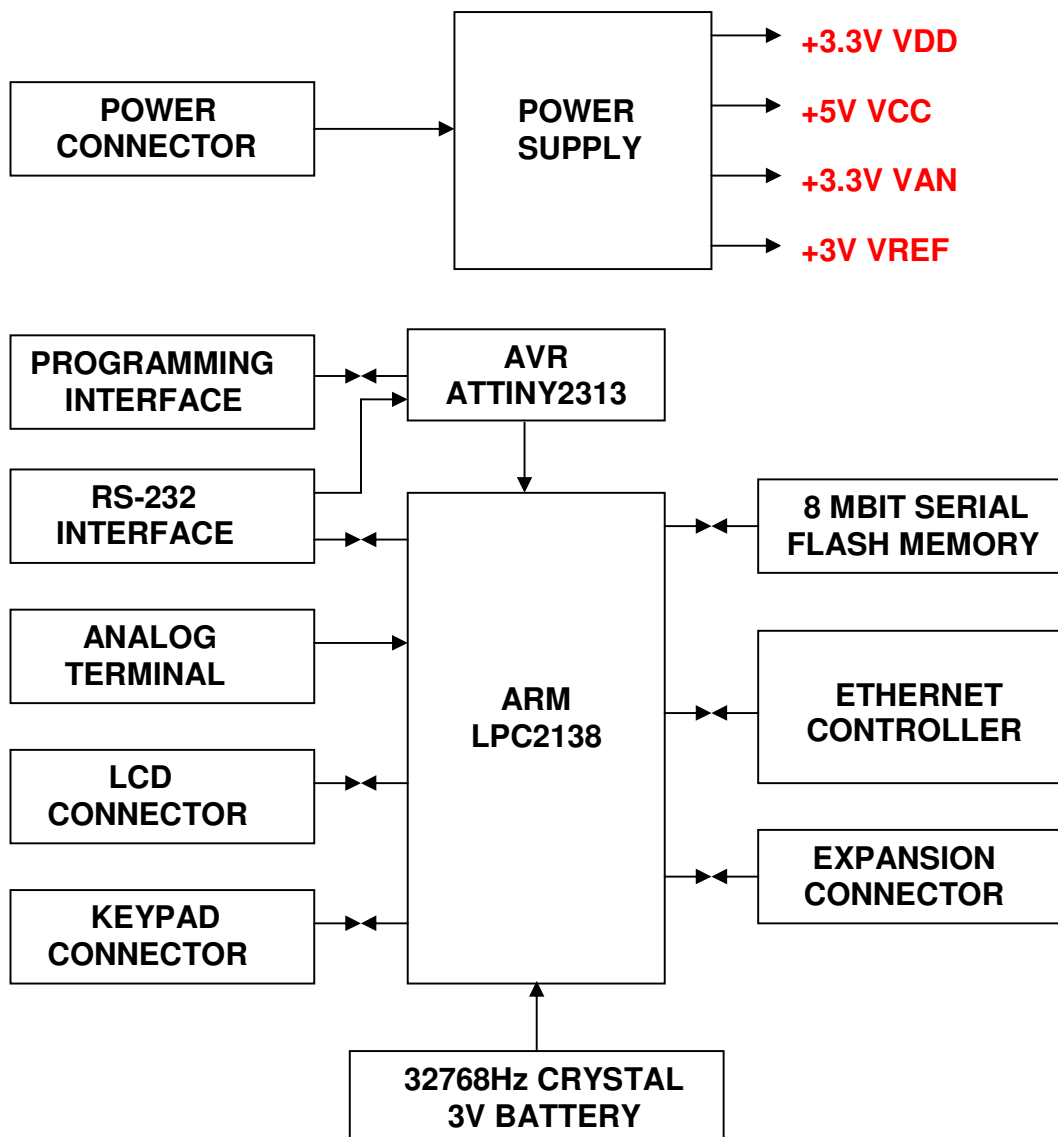 POWER
CONNECTOR
POWER
SUPPLY
+3.3V VDD
+5V VCC
+3.3V VAN
+3V VREF
PROGRAMMING
INTERFACE
AVR
ATTINY2313
RS-232
INTERFACE
8 MBIT SERIAL
FLASH MEMORY
ANALOG
TERMINAL
ARM
LPC2138
ETHERNET
CONTROLLER
LCD
CONNECTOR
EXPANSION
CONNECTOR
KEYPAD
CONNECTOR
32768Hz CRYSTAL
3V BATTERY